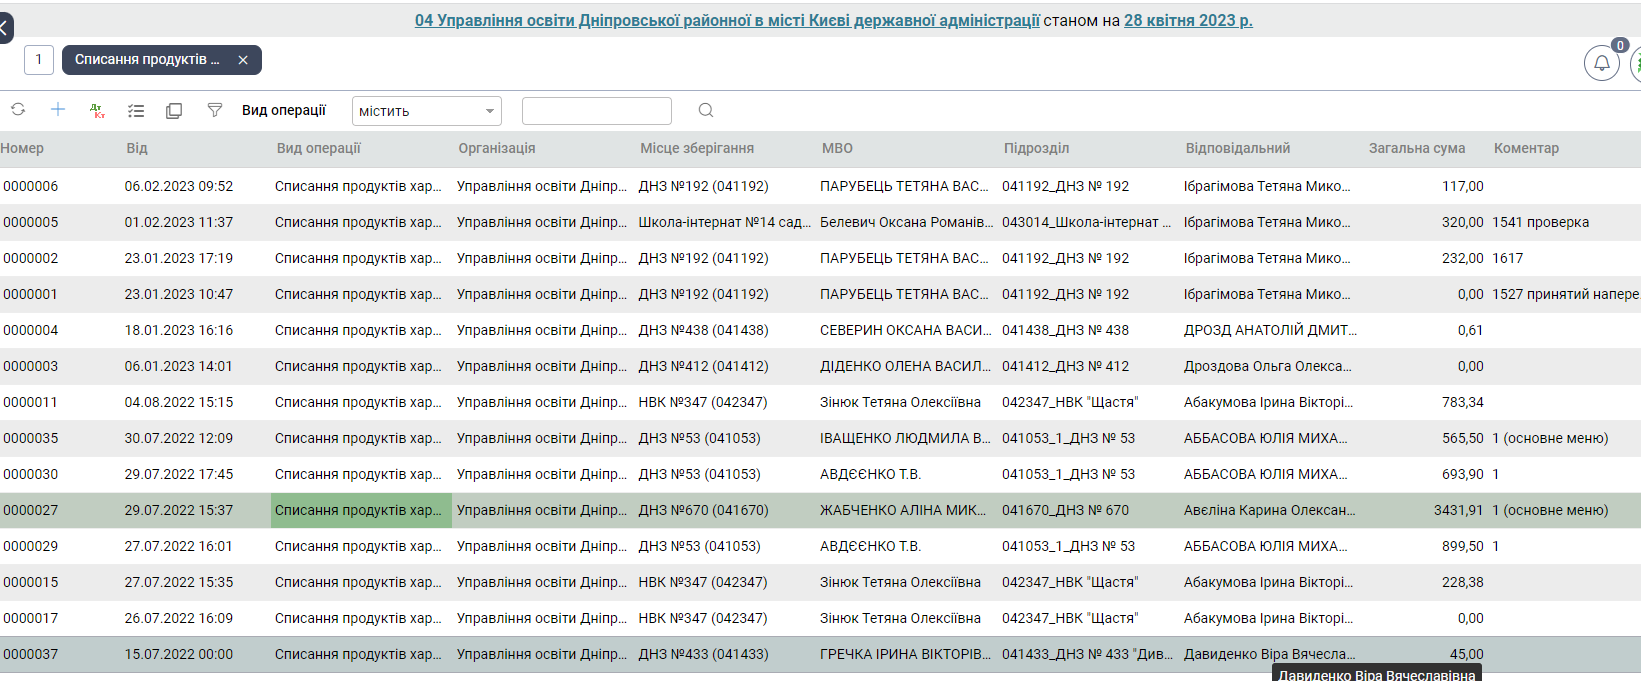 04 Управління освіти Дніпровської районної в місті Києві державної адміністрації станом на 28 квітня 2023 р.
1 Списання продуктів ... × 0
Дт Кт Вид операції містить
Номер Від Вид операції Організація Місце зберігання МВО Підрозділ Відповідальний Загальна сума Коментар
0000006 06.02.2023 09:52 Списання продуктів хар... Управління освіти Дніпр... ДНЗ №192 (041192) ПАРУБЕЦЬ ТЕТЯНА ВАС... 041192_ДНЗ № 192 Ібрагімова Тетяна Мико... 117,00
0000005 01.02.2023 11:37 Списання продуктів хар... Управління освіти Дніпр... Школа-інтернат №14 сад... Белевич Оксана Романів... 043014_Школа-інтернат ... Ібрагімова Тетяна Мико... 320,00 1541 проверка
0000002 23.01.2023 17:19 Списання продуктів хар... Управління освіти Дніпр... ДНЗ №192 (041192) ПАРУБЕЦЬ ТЕТЯНА ВАС... 041192_ДНЗ № 192 Ібрагімова Тетяна Мико... 232,00 1617
0000001 23.01.2023 10:47 Списання продуктів хар... Управління освіти Дніпр... ДНЗ №192 (041192) ПАРУБЕЦЬ ТЕТЯНА ВАС... 041192_ДНЗ № 192 Ібрагімова Тетяна Мико... 0,00 1527 принятий напере
0000004 18.01.2023 16:16 Списання продуктів хар... Управління освіти Дніпр... ДНЗ №438 (041438) СЕВЕРИН ОКСАНА ВАСИ... 041438_ДНЗ № 438 ДРОЗД АНАТОЛІЙ ДМИТ... 0,61
0000003 06.01.2023 14:01 Списання продуктів хар... Управління освіти Дніпр... ДНЗ №412 (041412) ДІДЕНКО ОЛЕНА ВАСИЛ... 041412_ДНЗ № 412 Дроздова Ольга Олекса... 0,00
0000011 04.08.2022 15:15 Списання продуктів хар... Управління освіти Дніпр... НВК №347 (042347) Зінюк Тетяна Олексіївна 042347_НВК "Щастя" Абакумова Ірина Вікторі... 783,34
0000035 30.07.2022 12:09 Списання продуктів хар... Управління освіти Дніпр... ДНЗ №53 (041053) ІВАЩЕНКО ЛЮДМИЛА В... 041053_1_ДНЗ № 53 АББАСОВА ЮЛІЯ МИХА... 565,50 1 (основне меню)
0000030 29.07.2022 17:45 Списання продуктів хар... Управління освіти Дніпр... ДНЗ №53 (041053) АВДЄЄНКО Т.В. 041053_1_ДНЗ № 53 АББАСОВА ЮЛІЯ МИХА... 693,90 1
0000027 29.07.2022 15:37 Списання продуктів хар... Управління освіти Дніпр... ДНЗ №670 (041670) ЖАБЧЕНКО АЛІНА МИК... 041670_ДНЗ № 670 Авєліна Карина Олексан... 3431,91 1 (основне меню)
0000029 27.07.2022 16:01 Списання продуктів хар... Управління освіти Дніпр... ДНЗ №53 (041053) АВДЄЄНКО Т.В. 041053_1_ДНЗ № 53 АББАСОВА ЮЛІЯ МИХА... 899,50 1
0000015 27.07.2022 15:35 Списання продуктів хар... Управління освіти Дніпр... НВК №347 (042347) Зінюк Тетяна Олексіївна 042347_НВК "Щастя" Абакумова Ірина Вікторі... 228,38
0000017 26.07.2022 16:09 Списання продуктів хар... Управління освіти Дніпр... НВК №347 (042347) Зінюк Тетяна Олексіївна 042347_НВК "Щастя" Абакумова Ірина Вікторі... 0,00
0000037 15.07.2022 00:00 Списання продуктів хар... Управління освіти Дніпр... ДНЗ №433 (041433) ГРЕЧКА ІРИНА ВІКТОРІВ... 041433_ДНЗ № 433 "Див... Давиденко Віра Вячесла... 45,00
Давиденко Віра Вячеславівна